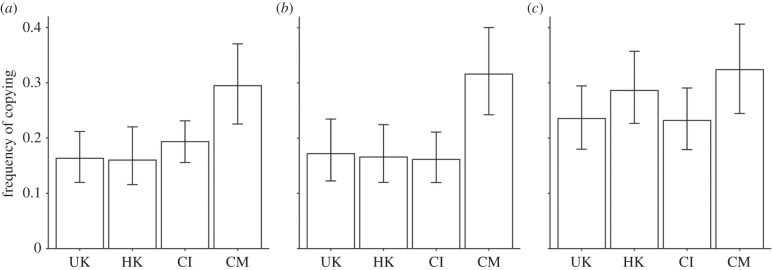 (a)
(b)
(c)
frequency of copying
0.4
0.3
0.2
0.1
0
UK HK CI CM
UK HK CI CM
UK HK CI CM